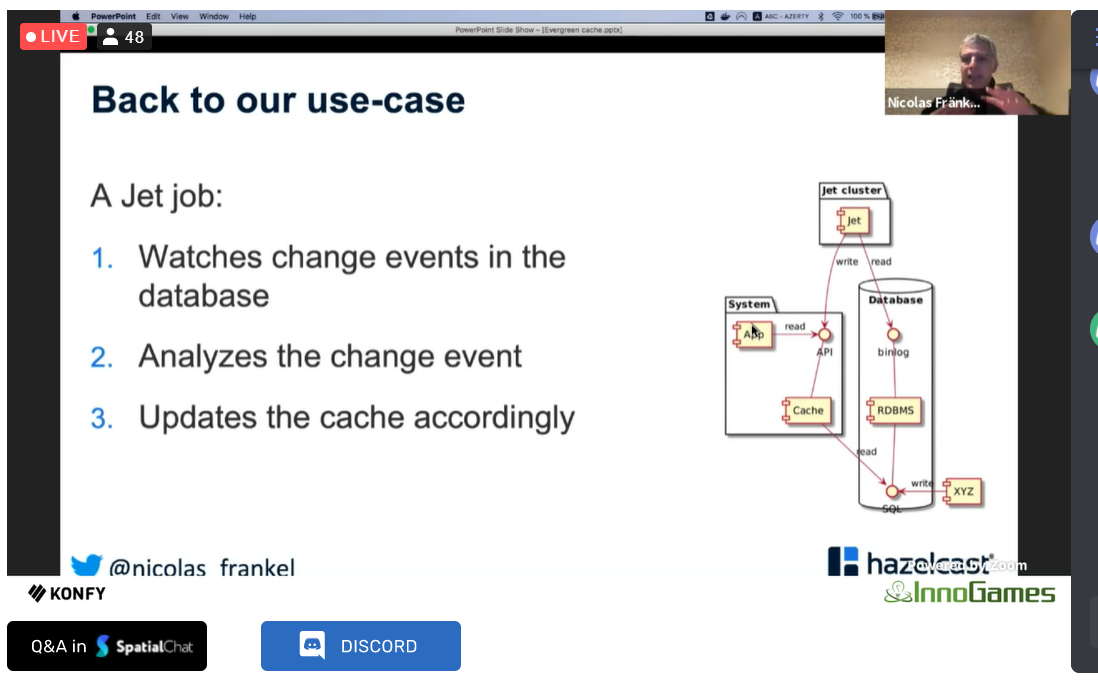 PowerPoint Edit View Window Help
ABC - AZERTY 100 %
PowerPoint Slide Show – [Evergreen cache.pptx]
LIVE 48
Nicolas Fränk...
Back to our use-case
A Jet job:
1. Watches change events in the
database
2. Analyzes the change event
3. Updates the cache accordingly
Jet cluster
Jet
write read
System
Database
App
read
API
binlog
Cache
RDBMS
read
write
XYZ
SQL
@nicolas_frankel
hazelcast
Powered by Zoom
KONFY
InnoGames
Q&A in SpatialChat
DISCORD